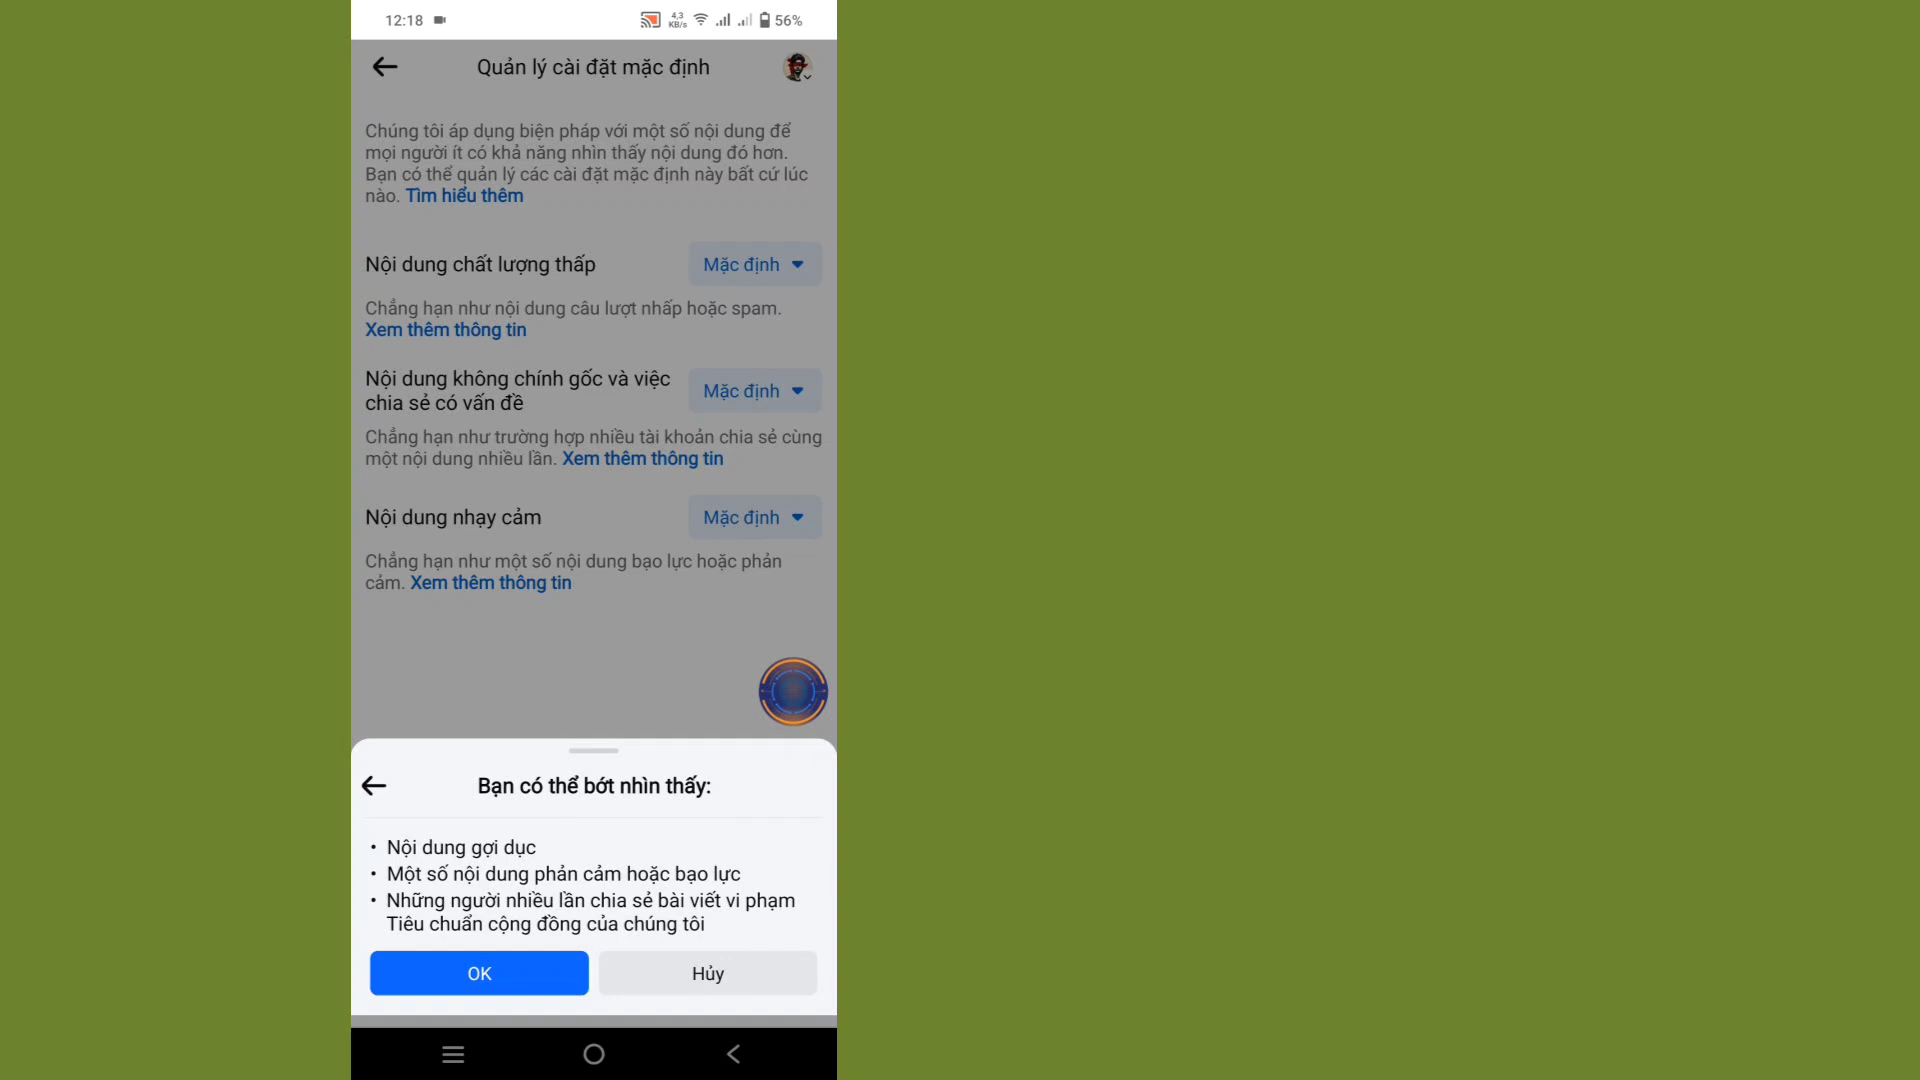 12:18 4,3 KB/s 56%
Quản lý cài đặt mặc định
Chúng tôi áp dụng biện pháp với một số nội dung để
mọi người ít có khả năng nhìn thấy nội dung đó hơn.
Bạn có thể quản lý các cài đặt mặc định này bất cứ lúc
nào. Tìm hiểu thêm
Nội dung chất lượng thấp Mặc định
Chẳng hạn như nội dung câu lượt nhấp hoặc spam.
Xem thêm thông tin
Nội dung không chính gốc và việc
chia sẻ có vấn đề Mặc định
Chẳng hạn như trường hợp nhiều tài khoản chia sẻ cùng
một nội dung nhiều lần. Xem thêm thông tin
Nội dung nhạy cảm Mặc định
Chẳng hạn như một số nội dung bạo lực hoặc phản
cảm. Xem thêm thông tin
Bạn có thể bớt nhìn thấy:
• Nội dung gợi dục
• Một số nội dung phản cảm hoặc bạo lực
• Những người nhiều lần chia sẻ bài viết vi phạm
Tiêu chuẩn cộng đồng của chúng tôi
OK Hủy